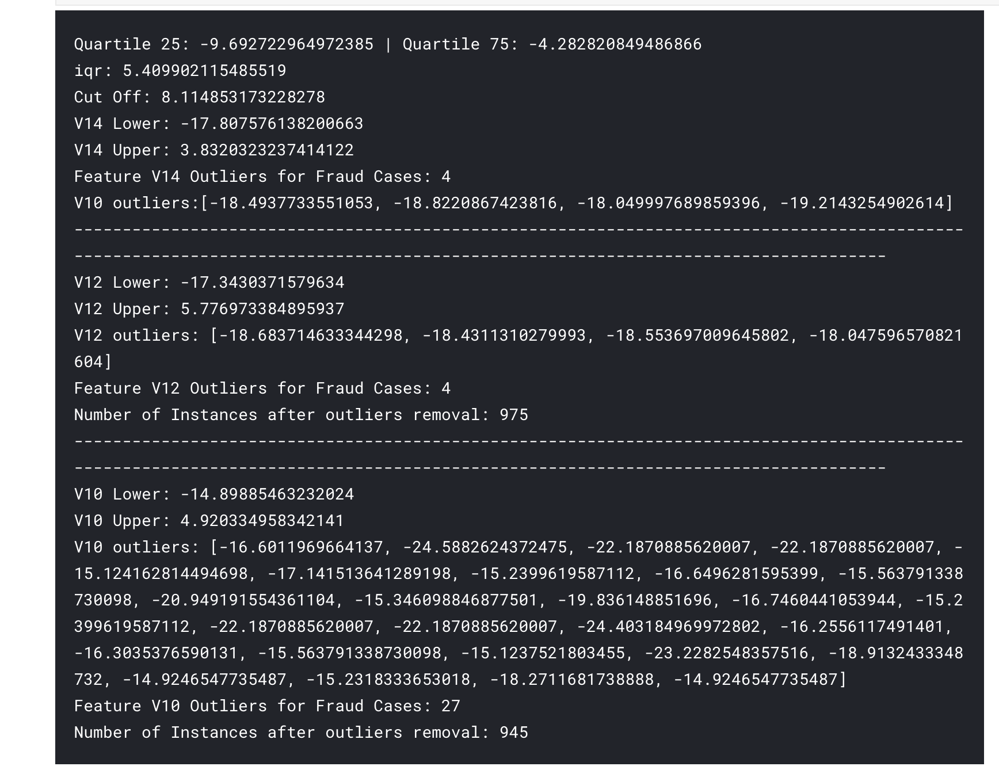 Quartile 25: -9.692722964972385 | Quartile 75: -4.282820849486866
iqr: 5.409902115485519
Cut Off: 8.114853173228278
V14 Lower: -17.807576138200663
V14 Upper: 3.8320323237414122
Feature V14 Outliers for Fraud Cases: 4
V10 outliers:[-18.4937733551053, -18.8220867423816, -18.049997689859396, -19.2143254902614]
--------------------------------------------------------------------------------------------
------------------------------------------------------------------------------------
V12 Lower: -17.3430371579634
V12 Upper: 5.776973384895937
V12 outliers: [-18.683714633344298, -18.4311310279993, -18.553697009645802, -18.047596570821
604]
Feature V12 Outliers for Fraud Cases: 4
Number of Instances after outliers removal: 975
--------------------------------------------------------------------------------------------
------------------------------------------------------------------------------------
V10 Lower: -14.89885463232024
V10 Upper: 4.920334958342141
V10 outliers: [-16.6011969664137, -24.5882624372475, -22.1870885620007, -22.1870885620007, -
15.124162814494698, -17.141513641289198, -15.2399619587112, -16.6496281595399, -15.563791338
730098, -20.949191554361104, -15.346098846877501, -19.836148851696, -16.7460441053944, -15.2
399619587112, -22.1870885620007, -22.1870885620007, -24.403184969972802, -16.2556117491401,
-16.3035376590131, -15.563791338730098, -15.1237521803455, -23.2282548357516, -18.9132433348
732, -14.9246547735487, -15.2318333653018, -18.2711681738888, -14.9246547735487]
Feature V10 Outliers for Fraud Cases: 27
Number of Instances after outliers removal: 945